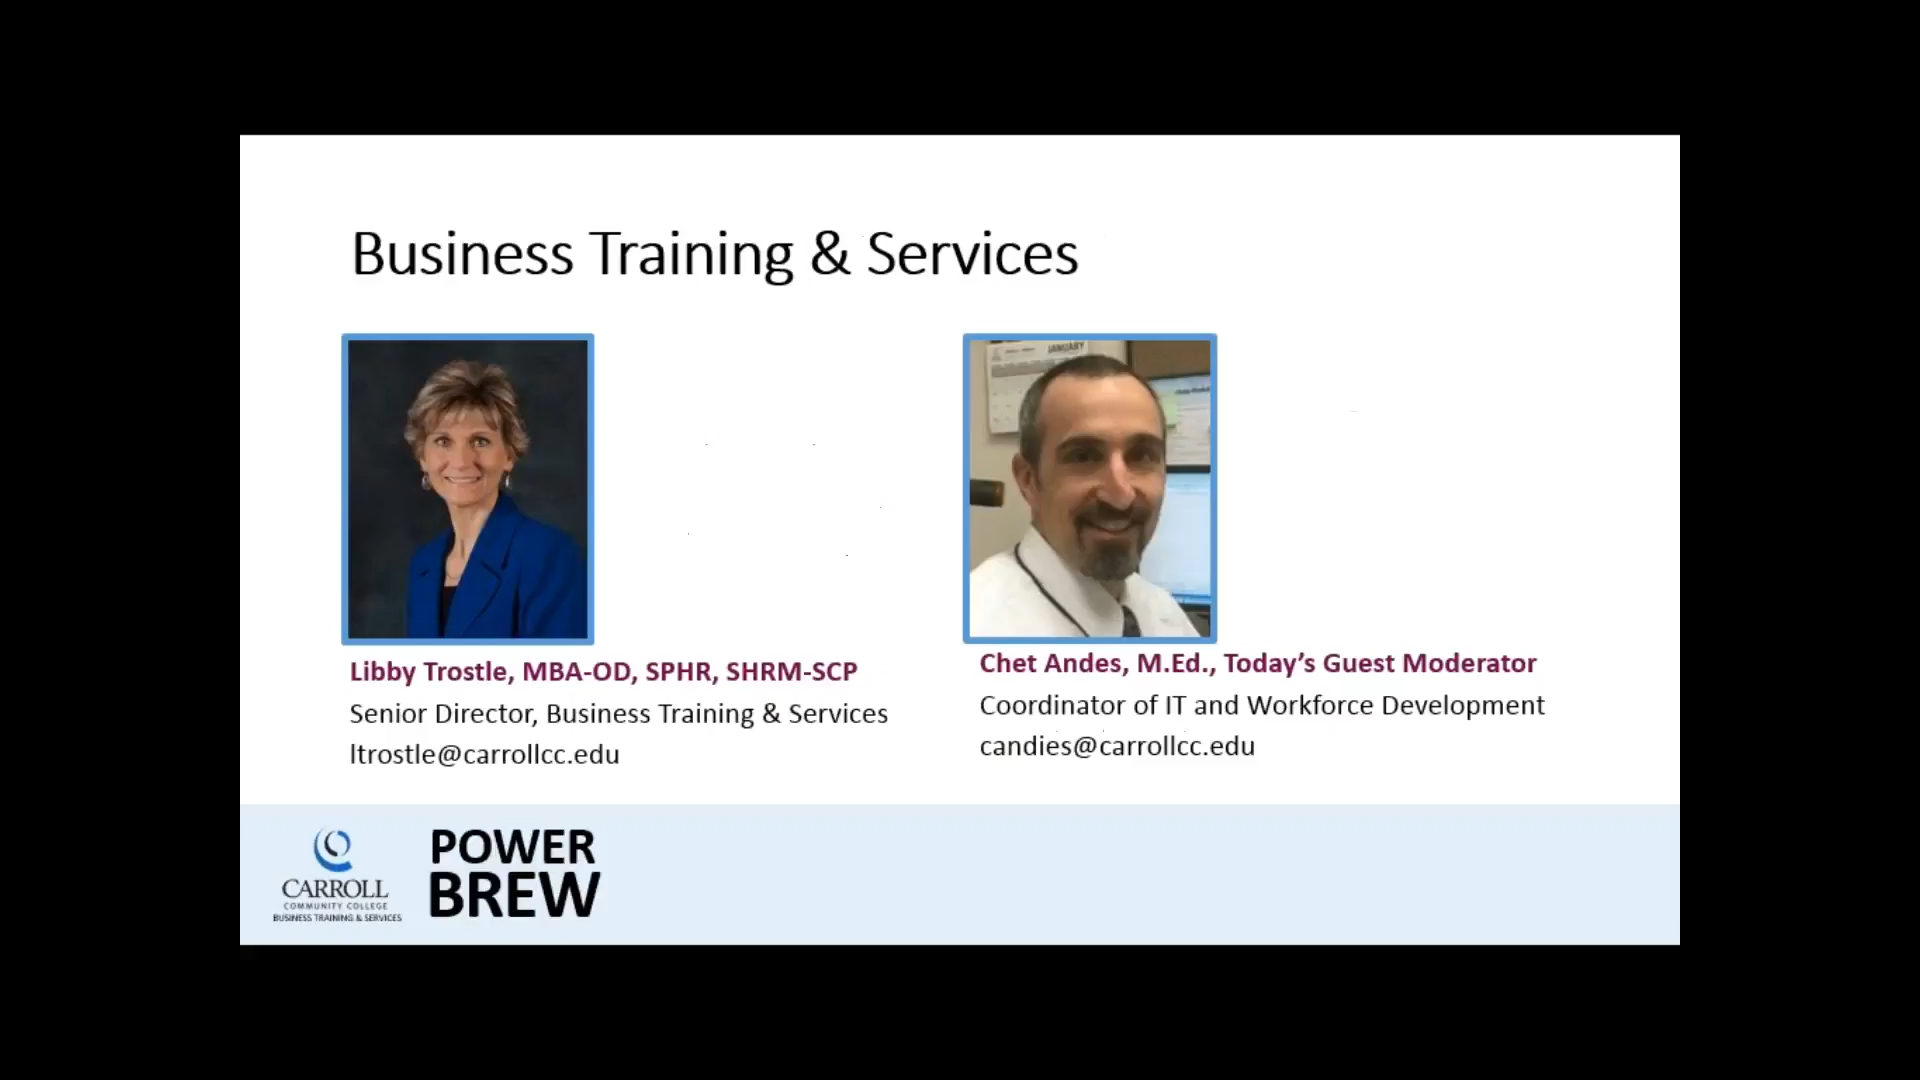 Business Training & Services
JANUARY
Libby Trostle, MBA-OD, SPHR, SHRM-SCP
Senior Director, Business Training & Services
ltrostle@carrollcc.edu
Chet Andes, M.Ed., Today’s Guest Moderator
Coordinator of IT and Workforce Development
candies@carrollcc.edu
CARROLL
COMMUNITY COLLEGE
BUSINESS TRAINING & SERVICES
POWER
BREW